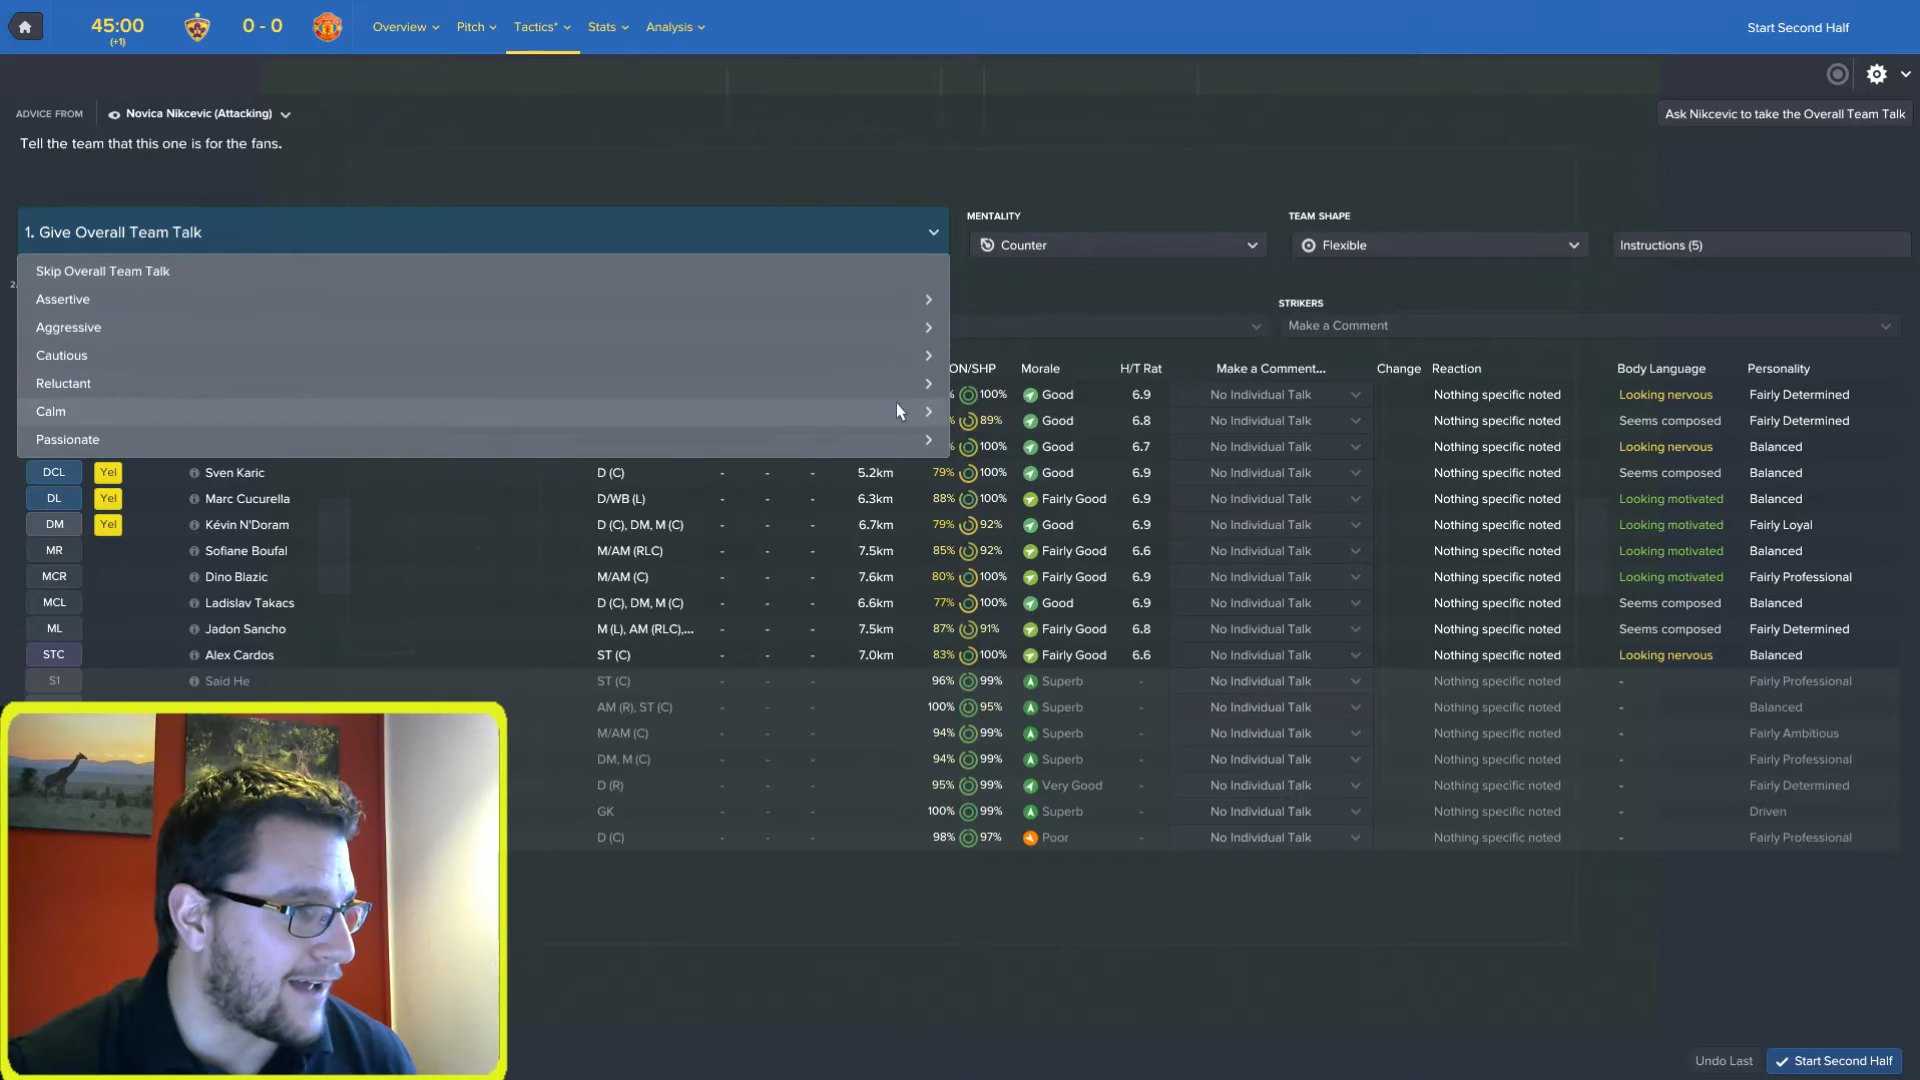 45:00
(+1)
0 - 0
Overview
Pitch
Tactics*
Stats
Analysis
Start Second Half
ADVICE FROM
Novica Nikcevic (Attacking)
Ask Nikcevic to take the Overall Team Talk
Tell the team that this one is for the fans.
1. Give Overall Team Talk
MENTALITY
TEAM SHAPE
Counter
Flexible
Instructions (5)
Skip Overall Team Talk
Assertive
Aggressive
Cautious
Reluctant
Calm
Passionate
STRIKERS
Make a Comment
ON/SHP Morale H/T Rat Make a Comment... Change Reaction Body Language Personality
% 100% Good 6.9 No Individual Talk Nothing specific noted Looking nervous Fairly Determined
% 89% Good 6.8 No Individual Talk Nothing specific noted Seems composed Fairly Determined
% 100% Good 6.7 No Individual Talk Nothing specific noted Looking nervous Balanced
DCL Yel Sven Karic D (C) - - - 5.2km 79% 100% Good 6.9 No Individual Talk Nothing specific noted Seems composed Balanced
DL Yel Marc Cucurella D/WB (L) - - - 6.3km 88% 100% Fairly Good 6.9 No Individual Talk Nothing specific noted Looking motivated Balanced
DM Yel Kévin N'Doram D (C), DM, M (C) - - - 6.7km 79% 92% Good 6.9 No Individual Talk Nothing specific noted Looking motivated Fairly Loyal
MR Sofiane Boufal M/AM (RLC) - - - 7.5km 85% 92% Fairly Good 6.6 No Individual Talk Nothing specific noted Looking motivated Balanced
MCR Dino Blazic M/AM (C) - - - 7.6km 80% 100% Fairly Good 6.9 No Individual Talk Nothing specific noted Looking motivated Fairly Professional
MCL Ladislav Takacs D (C), DM, M (C) - - - 6.6km 77% 100% Good 6.9 No Individual Talk Nothing specific noted Seems composed Balanced
ML Jadon Sancho M (L), AM (RLC),... - - - 7.5km 87% 91% Fairly Good 6.8 No Individual Talk Nothing specific noted Seems composed Fairly Determined
STC Alex Cardos ST (C) - - - 7.0km 83% 100% Fairly Good 6.6 No Individual Talk Nothing specific noted Looking nervous Balanced
S1 Said He ST (C) - - - 96% 99% Superb - No Individual Talk Nothing specific noted - Fairly Professional
AM (R), ST (C) - - - 100% 95% Superb - No Individual Talk Nothing specific noted - Balanced
M/AM (C) - - - 94% 99% Superb - No Individual Talk Nothing specific noted - Fairly Ambitious
DM, M (C) - - - 94% 99% Superb - No Individual Talk Nothing specific noted - Fairly Professional
D (R) - - - 95% 99% Very Good - No Individual Talk Nothing specific noted - Fairly Determined
GK - - - 100% 99% Superb - No Individual Talk Nothing specific noted - Driven
D (C) - - - 98% 97% Poor - No Individual Talk Nothing specific noted - Fairly Professional
Undo Last
Start Second Half